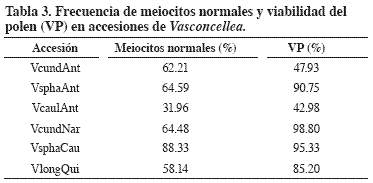 Tabla 3. Frecuencia de meiocitos normales y viabilidad del
polen (VP) en accesiones de Vasconcellea.
Accesión Meiocitos normales (%) VP (%)
VcundAnt 62.21 47.93
VsphaAnt 64.59 90.75
VcaulAnt 31.96 42.98
VcundNar 64.48 98.80
VsphaCau 88.33 95.33
VlongQui 58.14 85.20